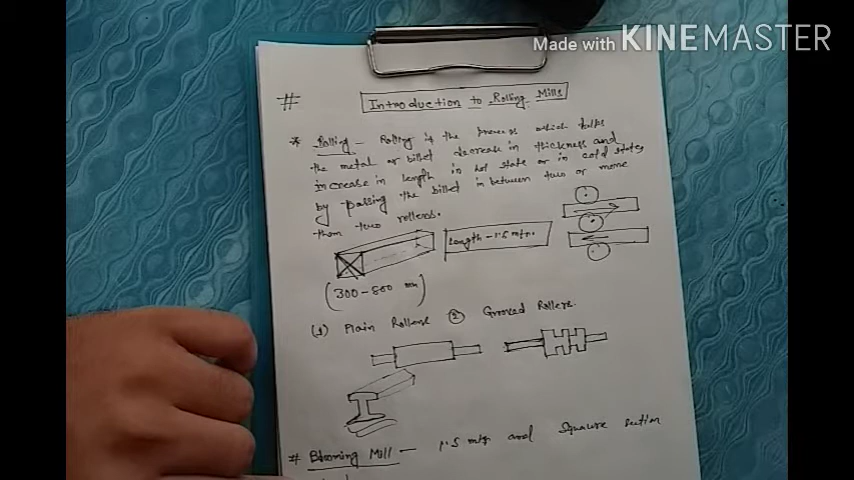 Made with KINEMASTER
# Introduction to Rolling Mills
* Rolling - Rolling is the process which helps
the metal or billet decrease in thickness and
increase in length in hot state or in cold states
by passing the billet in between two or more
then two rollers.
Length - 1.5 mtr.
(300-800 mm)
(1) Plain Rollers (2) Grooved Rollers.
# Blooming Mill - 1.5 mtr and Square section